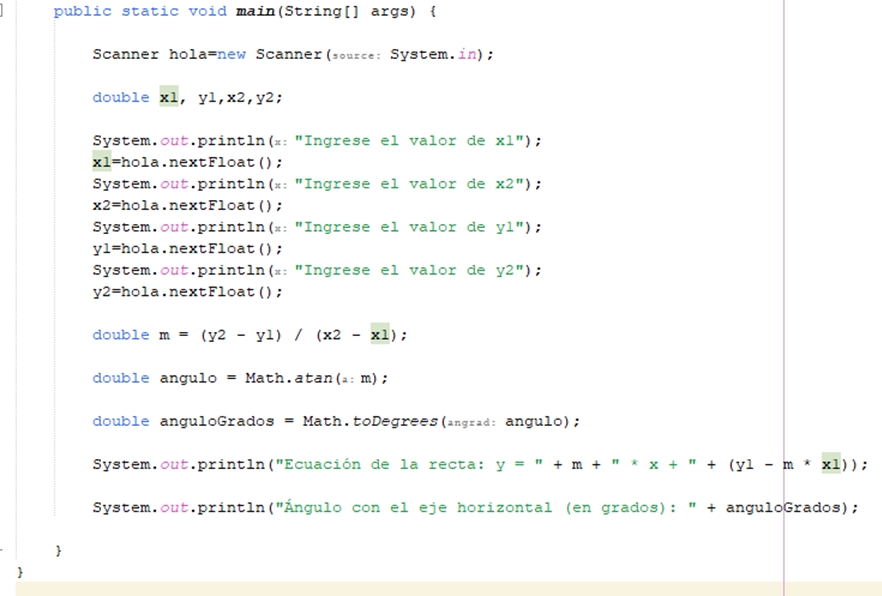 public static void main(String[] args) {
Scanner hola=new Scanner(source: System.in);
double x1, y1,x2,y2;
System.out.println(x: "Ingrese el valor de x1");
x1=hola.nextFloat();
System.out.println(x: "Ingrese el valor de x2");
x2=hola.nextFloat();
System.out.println(x: "Ingrese el valor de y1");
y1=hola.nextFloat();
System.out.println(x: "Ingrese el valor de y2");
y2=hola.nextFloat();
double m = (y2 - y1) / (x2 - x1);
double angulo = Math.atan(a: m);
double anguloGrados = Math.toDegrees(angrad: angulo);
System.out.println("Ecuación de la recta: y = " + m + " * x + " + (y1 - m * x1));
System.out.println("Ángulo con el eje horizontal (en grados): " + anguloGrados);
}
}